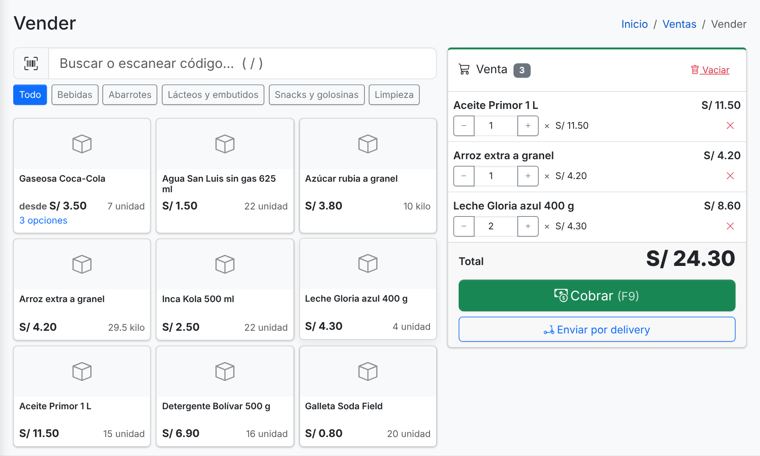 Vender
Inicio / Ventas / Vender
Buscar o escanear código... ( / )
Todo
Bebidas
Abarrotes
Lácteos y embutidos
Snacks y golosinas
Limpieza
Gaseosa Coca-Cola
desde S/ 3.50
7 unidad
3 opciones
Agua San Luis sin gas 625
ml
S/ 1.50
22 unidad
Azúcar rubia a granel
S/ 3.80
10 kilo
Arroz extra a granel
S/ 4.20
29.5 kilo
Inca Kola 500 ml
S/ 2.50
22 unidad
Leche Gloria azul 400 g
S/ 4.30
4 unidad
Aceite Primor 1 L
S/ 11.50
15 unidad
Detergente Bolívar 500 g
S/ 6.90
16 unidad
Galleta Soda Field
S/ 0.80
20 unidad
Venta 3
Vaciar
Aceite Primor 1 L
S/ 11.50
− 1 + × S/ 11.50
Arroz extra a granel
S/ 4.20
− 1 + × S/ 4.20
Leche Gloria azul 400 g
S/ 8.60
− 2 + × S/ 4.30
Total
S/ 24.30
Cobrar (F9)
Enviar por delivery